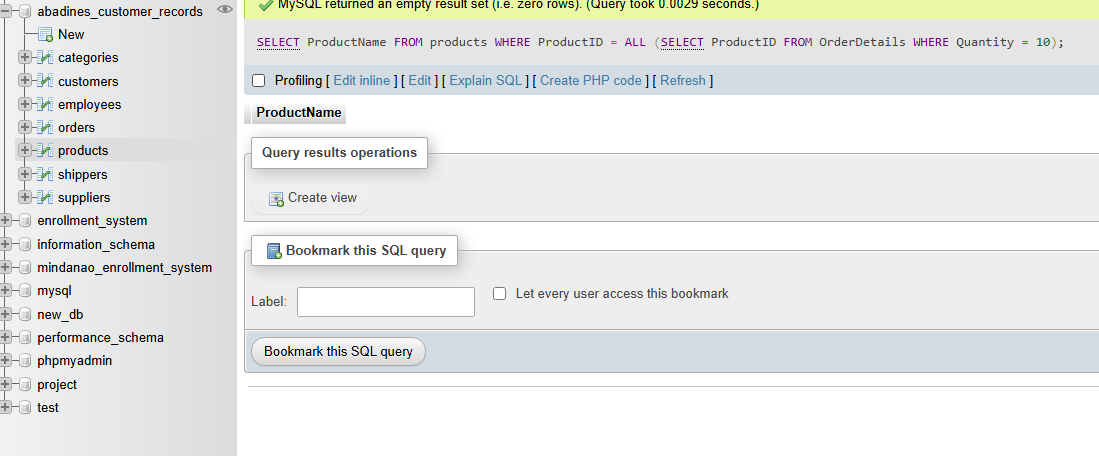 abadines_customer_records
New
categories
customers
employees
orders
products
shippers
suppliers
enrollment_system
information_schema
mindanao_enrollment_system
mysql
new_db
performance_schema
phpmyadmin
project
test
MySQL returned an empty result set (i.e. zero rows). (Query took 0.0029 seconds.)
SELECT ProductName FROM products WHERE ProductID = ALL (SELECT ProductID FROM OrderDetails WHERE Quantity = 10);
Profiling [ Edit inline ] [ Edit ] [ Explain SQL ] [ Create PHP code ] [ Refresh ]
ProductName
Query results operations
Create view
Bookmark this SQL query
Label: Let every user access this bookmark
Bookmark this SQL query